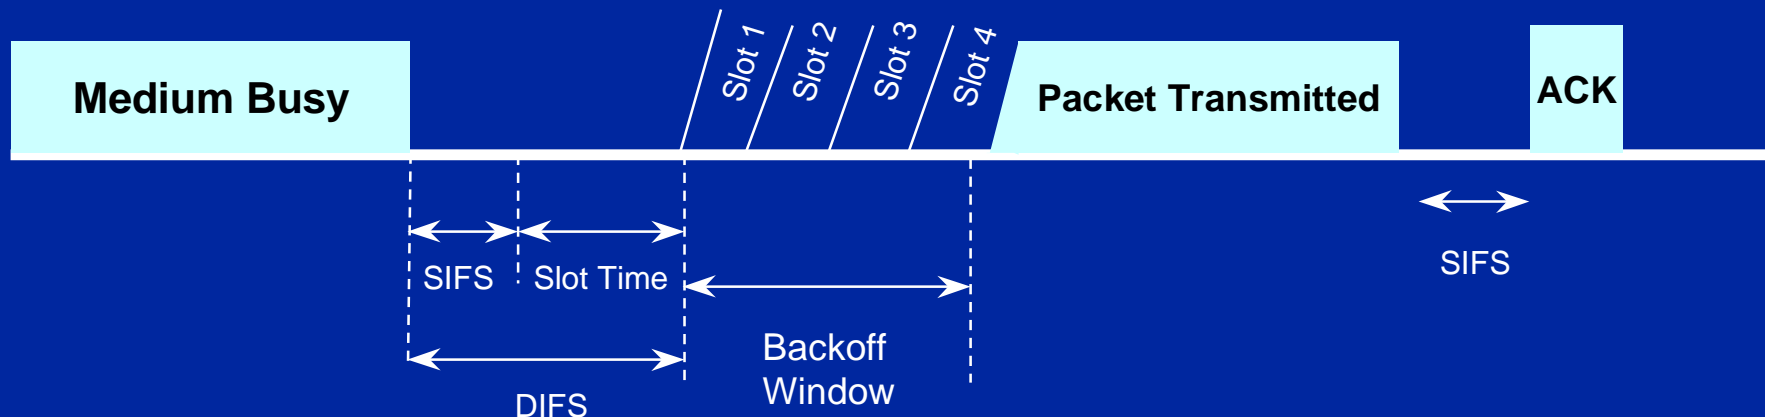 Medium Busy
Slot 1
Slot 2
Slot 3
Slot 4
Packet Transmitted
ACK
SIFS
Slot Time
SIFS
Backoff
Window
DIFS